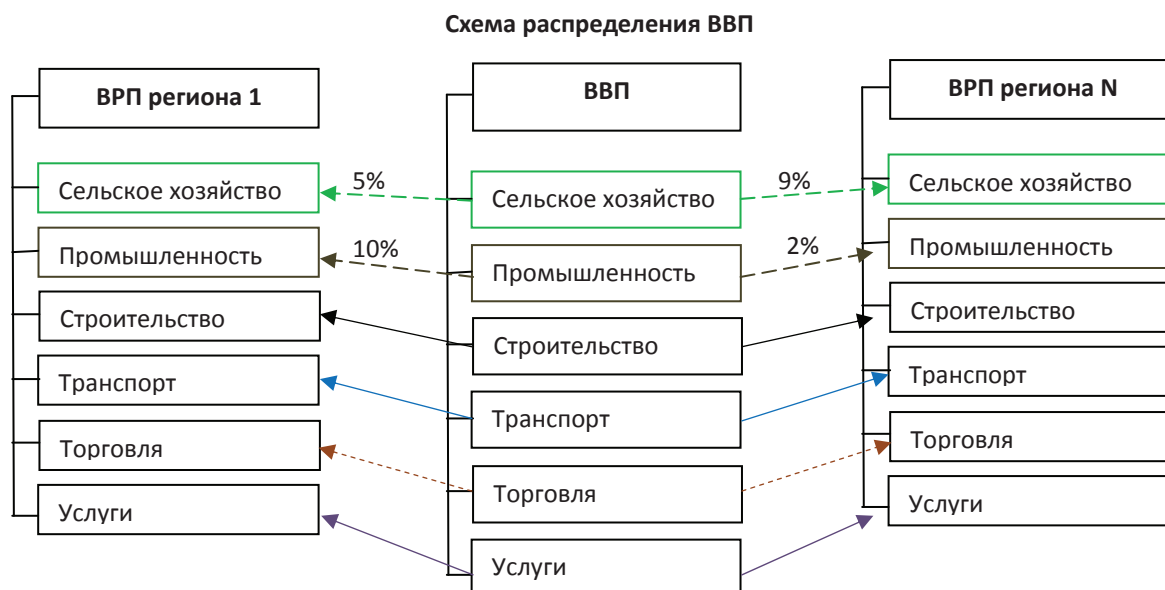 Схема распределения ВВП
ВРП региона 1
Сельское хозяйство
Промышленность
Строительство
Транспорт
Торговля
Услуги
5%
10%
ВВП
Сельское хозяйство
Промышленность
Строительство
Транспорт
Торговля
Услуги
9%
2%
ВРП региона N
Сельское хозяйство
Промышленность
Строительство
Транспорт
Торговля
Услуги